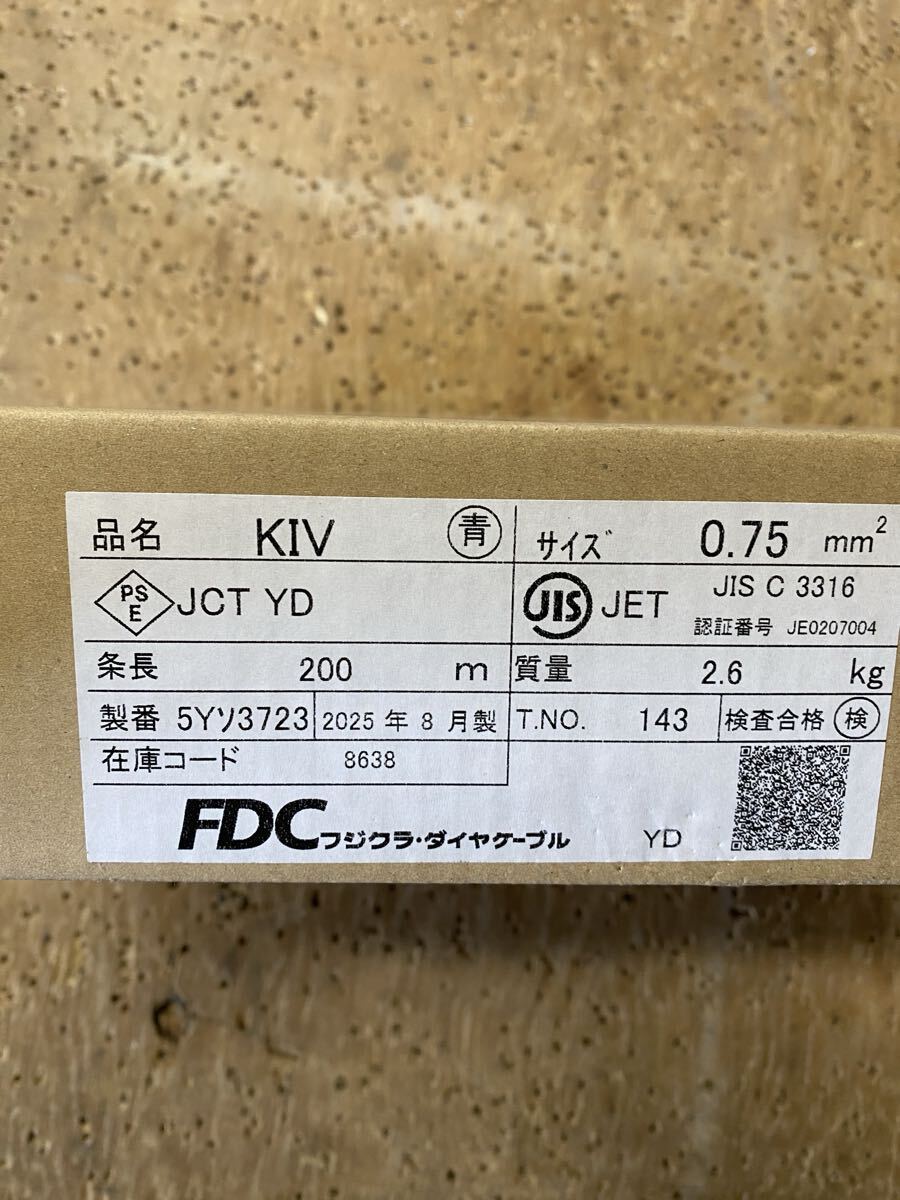 品名 KIV 青 サイズ 0.75 mm²
PS E JCT YD JIS JET JIS C 3316
認証番号 JE0207004
条長 200 m 質量 2.6 kg
製番 5Yソ3723 2025 年 8 月製 T.NO. 143 検査合格 検
在庫コード 8638
FDC フジクラ・ダイヤケーブル YD